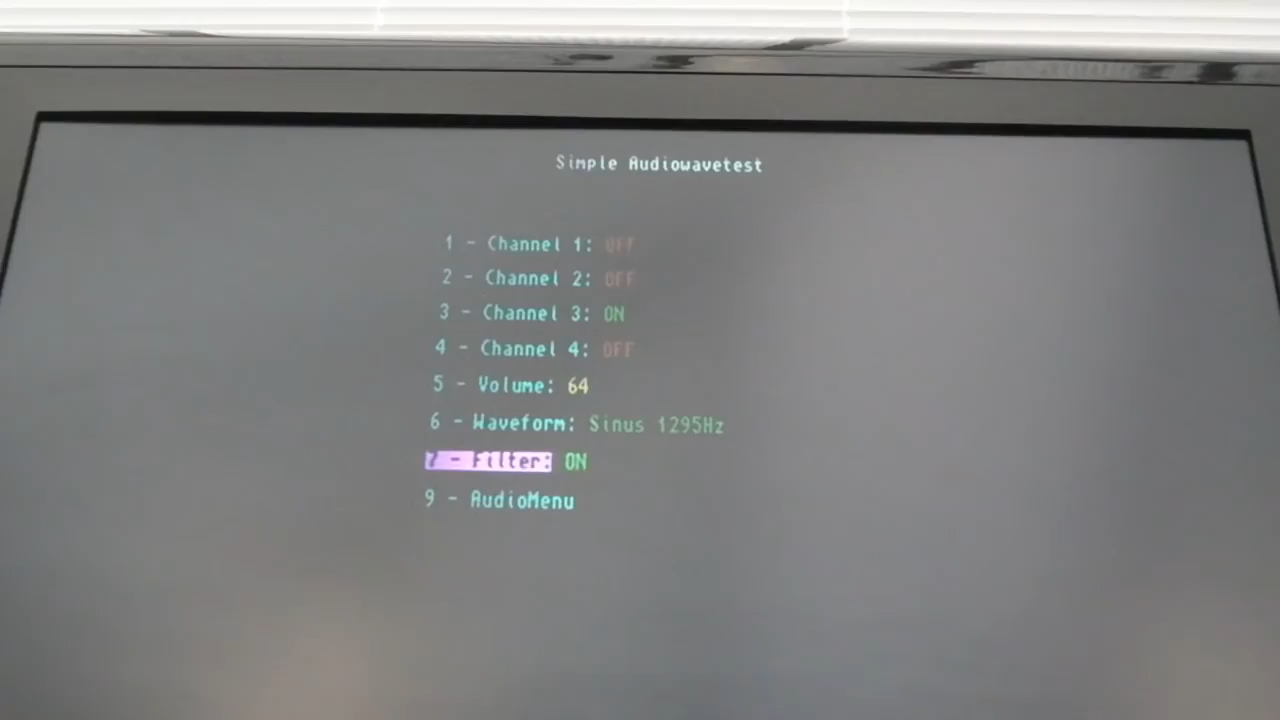 Simple Audiowavetest
1 - Channel 1: OFF
2 - Channel 2: OFF
3 - Channel 3: ON
4 - Channel 4: OFF
5 - Volume: 64
6 - Waveform: Sinus 1295Hz
7 - Filter: ON
9 - AudioMenu